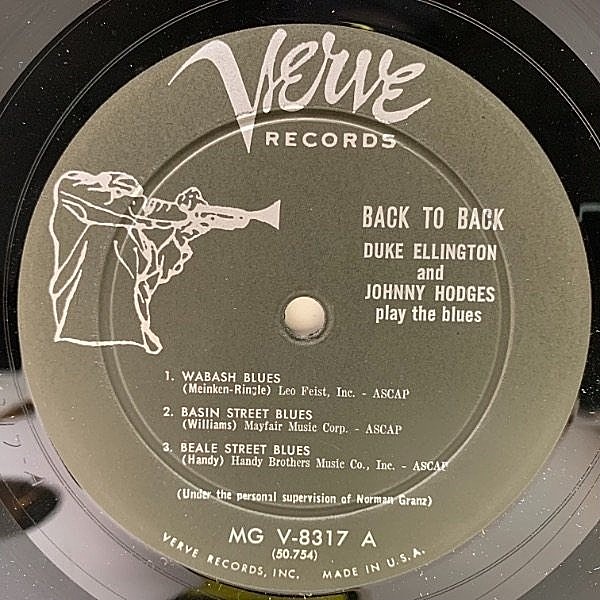 Verve
RECORDS
BACK TO BACK
DUKE ELLINGTON
and
JOHNNY HODGES
play the blues
1. WABASH BLUES
(Meinken-Ringle) Leo Feist, Inc. - ASCAP
2. BASIN STREET BLUES
(Williams) Mayfair Music Corp. - ASCAP
3. BEALE STREET BLUES
(Handy) Handy Brothers Music Co., Inc. - ASCAP
(Under the personal supervision of Norman Granz)
MG V-8317 A
(50.754)
VERVE RECORDS, INC. MADE IN U.S.A.